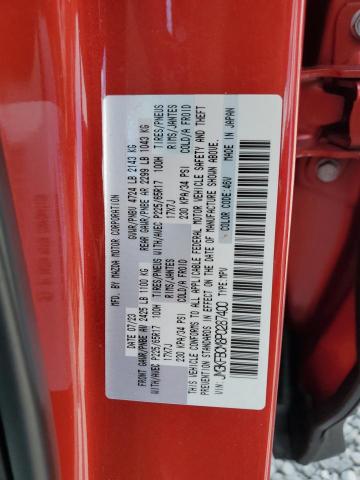 MFD BY MAZDA MOTOR CORPORATION
DATE 07/23 GVWR/PNBV 4724 LB 2143 KG
FRONT GAWR/PNBE AV 2425 LB 1100 KG REAR GAWR/PNBE AR 2299 LB 1043 KG
WITH/AVEC P225/65R17 100H TIRES/PNEUS WITH/AVEC P225/65R17 100H TIRES/PNEUS
17X7J RIMS/JANTES 17X7J RIMS/JANTES
230 KPA/34 PSI COLD/A FROID 230 KPA/34 PSI COLD/A FROID
THIS VEHICLE CONFORMS TO ALL APPLICABLE FEDERAL MOTOR VEHICLE SAFETY, BUMPER, AND THEFT
PREVENTION STANDARDS IN EFFECT ON THE DATE OF MANUFACTURE SHOWN ABOVE.
VIN: JM3KFBCM8P0287400 TYPE:MPV COLOR CODE:46V MADE IN JAPAN